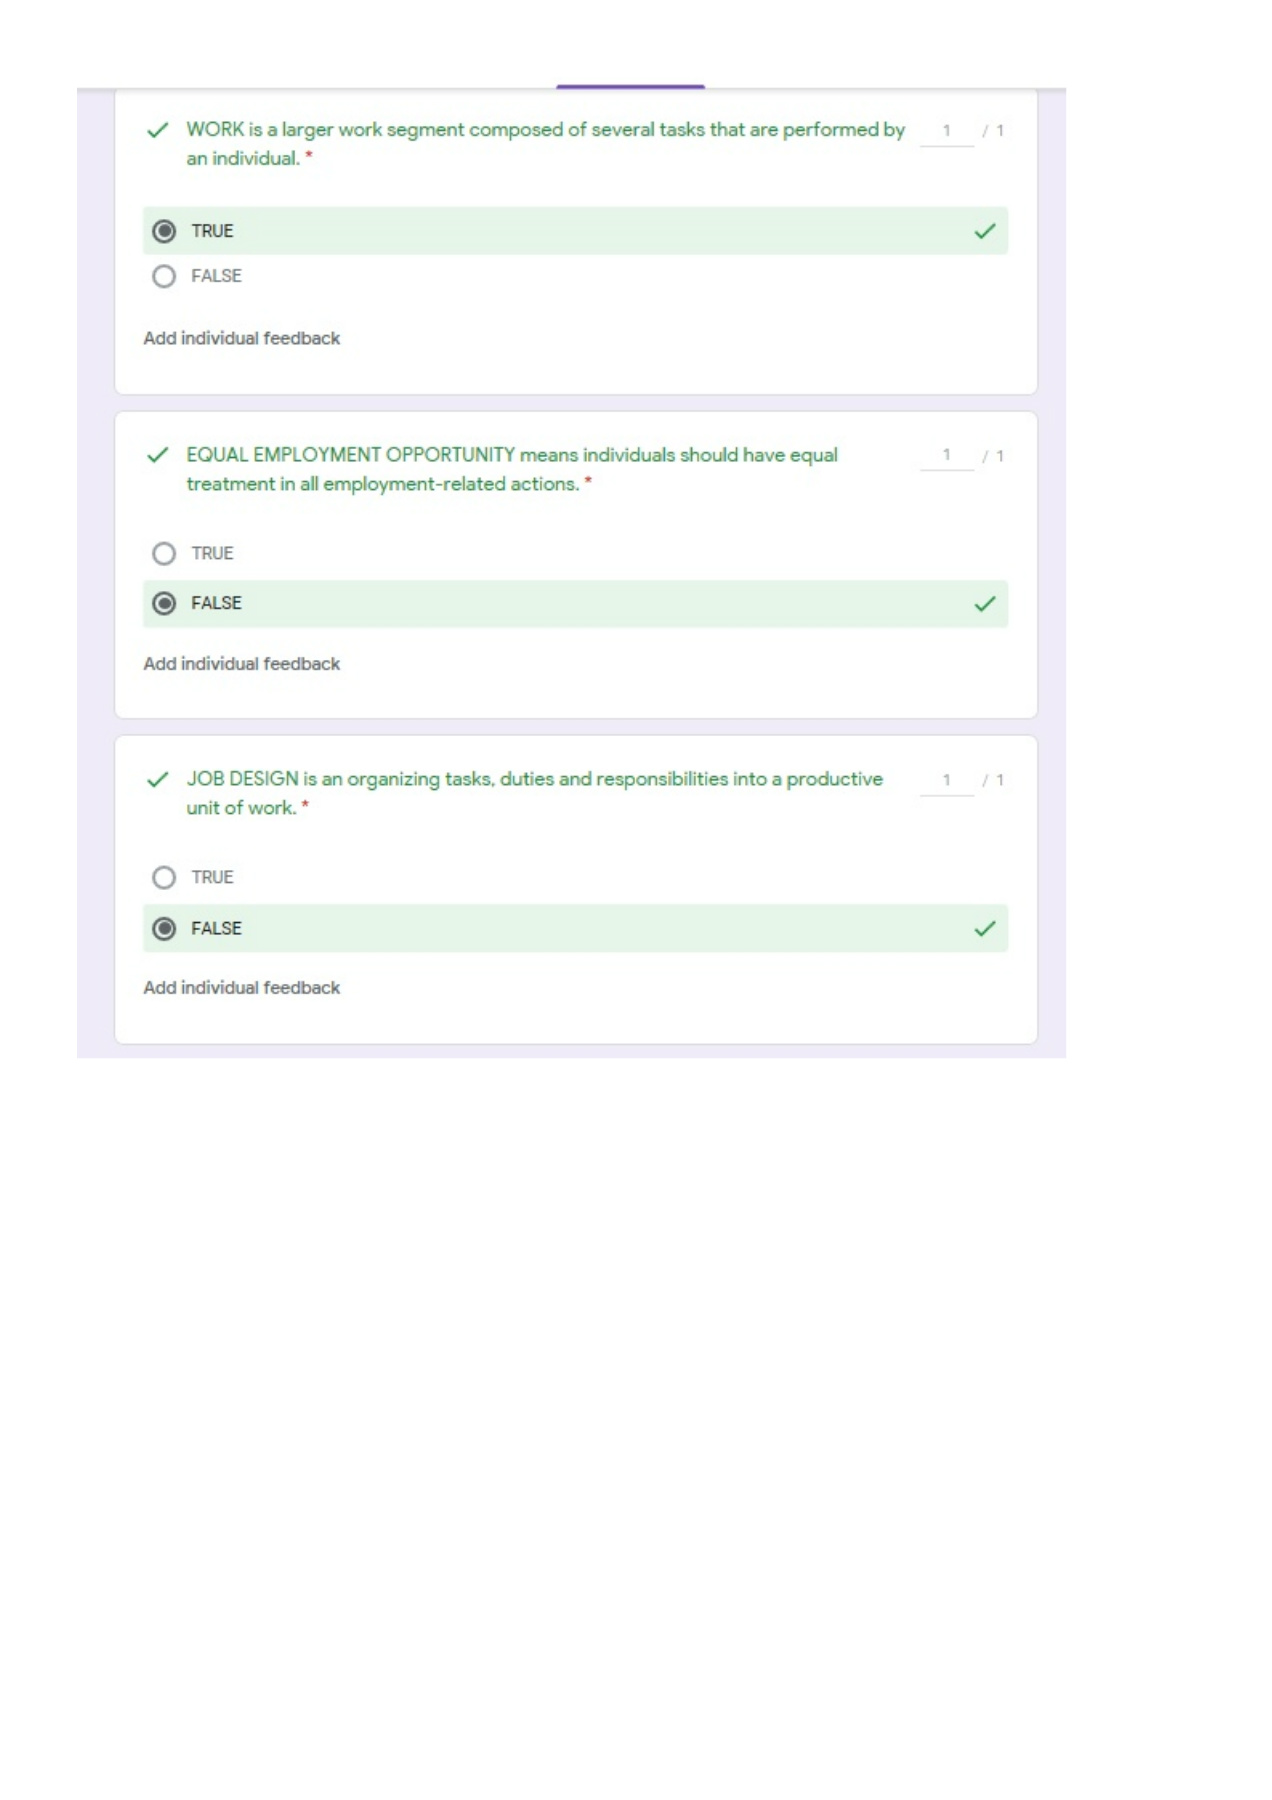 WORK is a larger work segment composed of several tasks that are performed by 1 / 1
an individual. *
TRUE
FALSE
Add individual feedback
EQUAL EMPLOYMENT OPPORTUNITY means individuals should have equal 1 / 1
treatment in all employment-related actions. *
TRUE
FALSE
Add individual feedback
JOB DESIGN is an organizing tasks, duties and responsibilities into a productive 1 / 1
unit of work. *
TRUE
FALSE
Add individual feedback